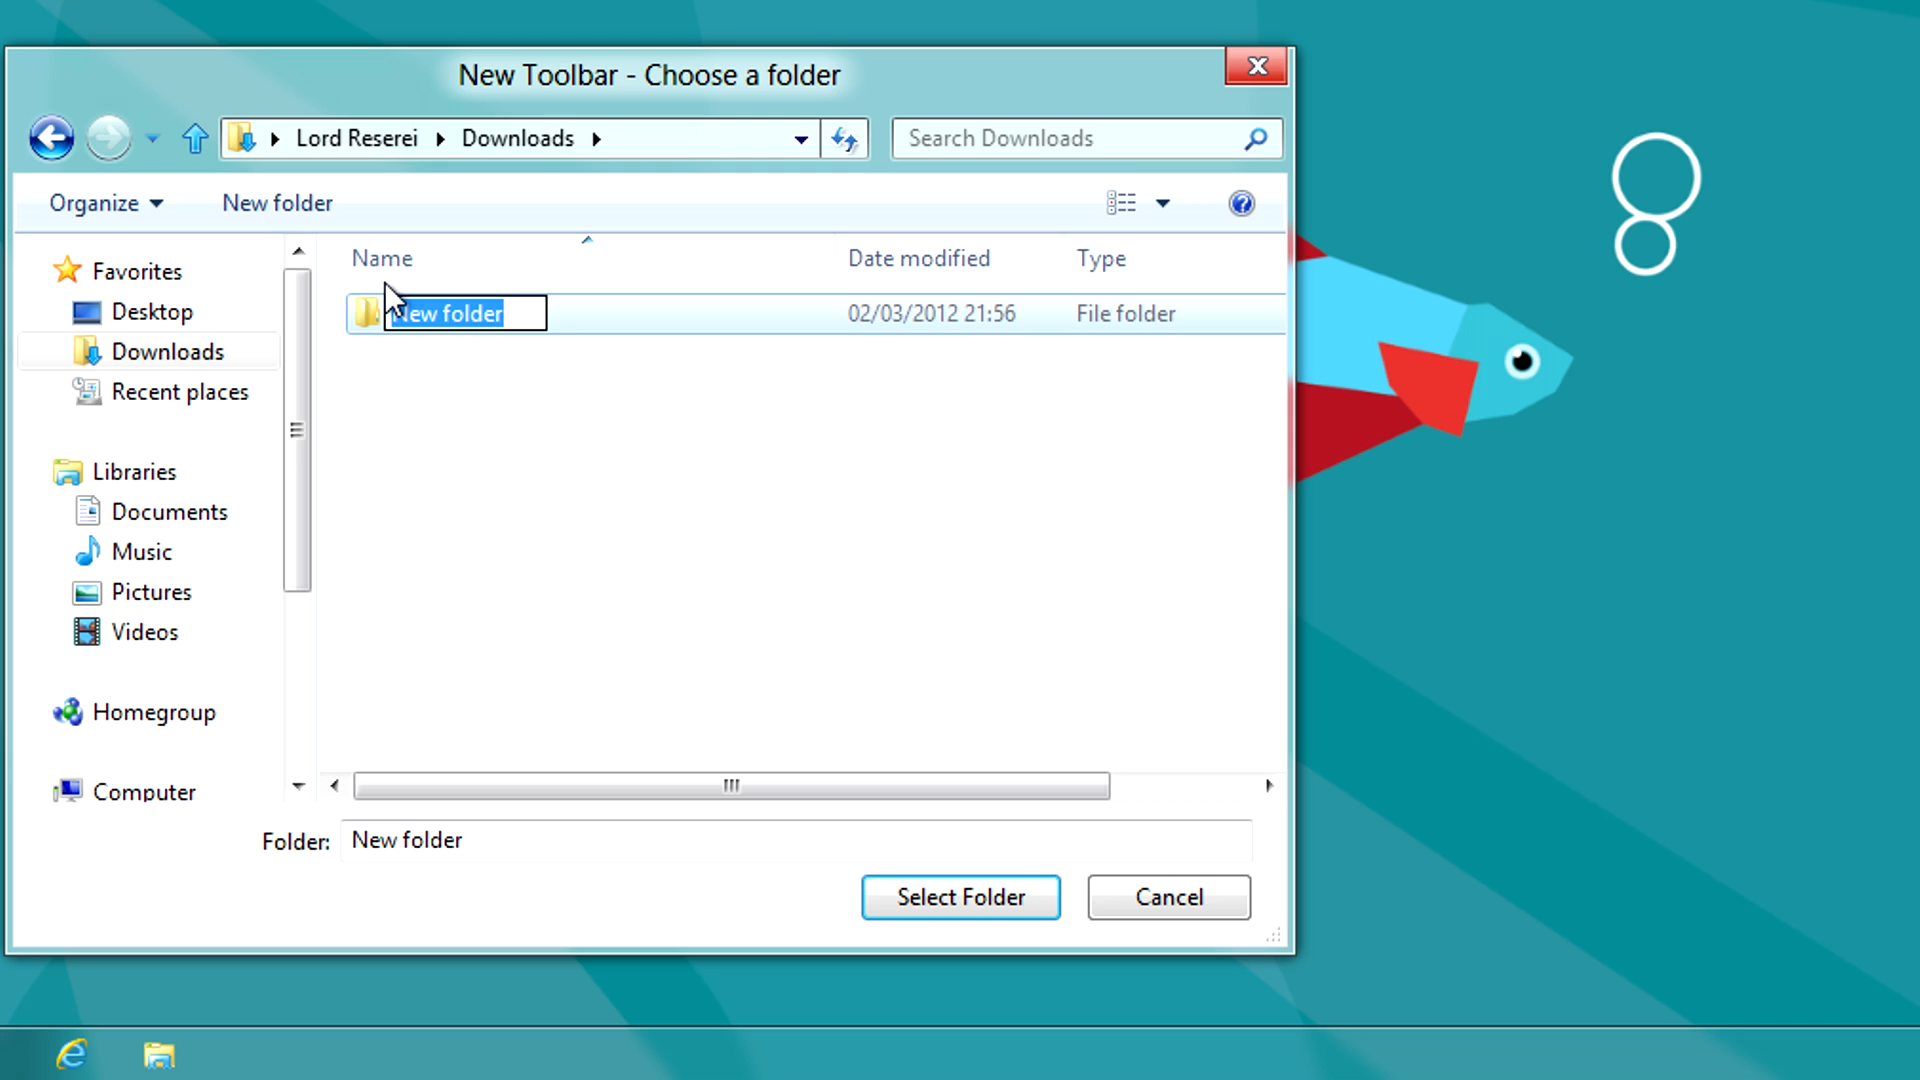 New Toolbar - Choose a folder
Lord Reserei Downloads
Search Downloads
Organize New folder
Name Date modified Type
New folder 02/03/2012 21:56 File folder
Favorites
Desktop
Downloads
Recent places
Libraries
Documents
Music
Pictures
Videos
Homegroup
Computer
Folder: New folder
Select Folder Cancel
8